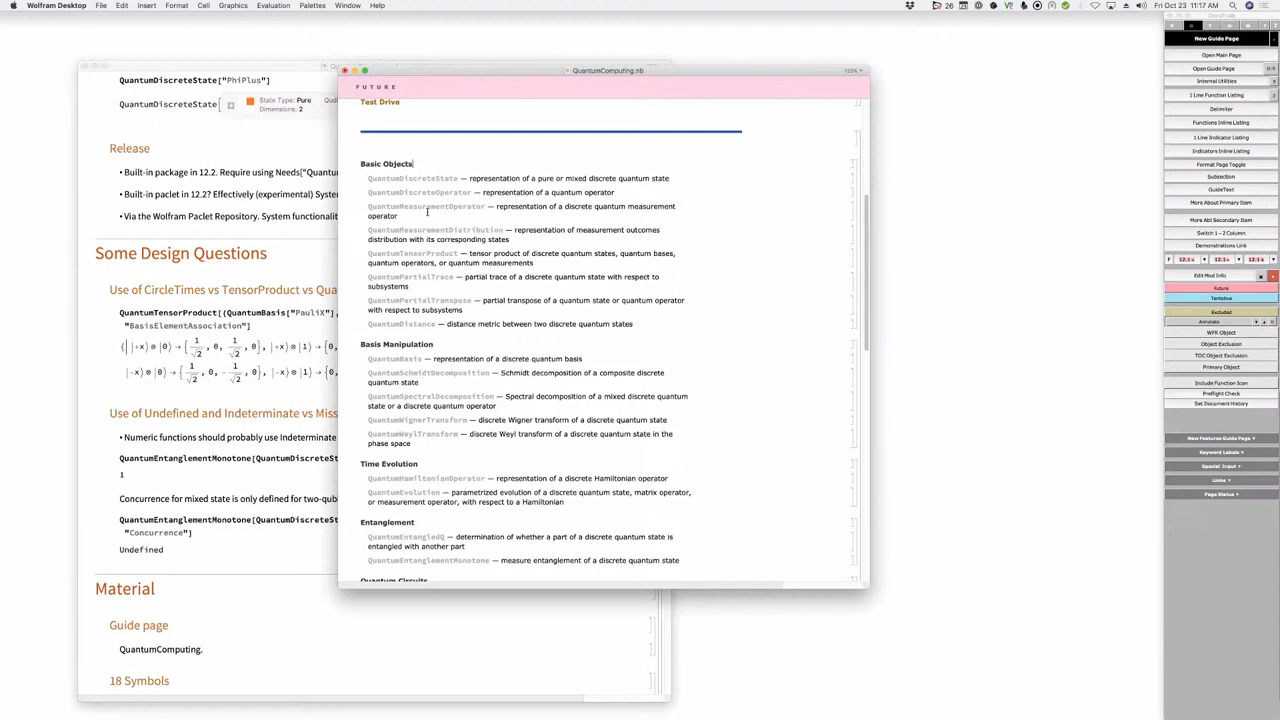 Wolfram Desktop File Edit Insert Format Cell Graphics Evaluation Palettes Window Help
26
Fri Oct 23 11:17 AM
QuantumDiscreteState["PhiPlus"]
QuantumDiscreteState[
State Type: Pure
Dimensions: 2
Release
• Built-in package in 12.2. Require using Needs["Quantum
• Built-in paclet in 12.2? Effectively (experimental) System
• Via the Wolfram Paclet Repository. System functionalit
Some Design Questions
Use of CircleTimes vs TensorProduct vs Qua
QuantumTensorProduct[{QuantumBasis["PauliX"],
"BasisElementAssociation"]
Use of Undefined and Indeterminate vs Miss
• Numeric functions should probably use Indeterminate
QuantumEntanglementMonotone[QuantumDiscreteSt
1
Concurrence for mixed state is only defined for two-qubi
QuantumEntanglementMonotone[QuantumDiscreteSt
"Concurrence"]
Undefined
Material
Guide page
QuantumComputing.
18 Symbols
QuantumComputing.nb
125%
FUTURE
Test Drive
Basic Objects
QuantumDiscreteState — representation of a pure or mixed discrete quantum state
QuantumDiscreteOperator — representation of a quantum operator
QuantumMeasurementOperator — representation of a discrete quantum measurement
operator
QuantumMeasurementDistribution — representation of measurement outcomes
distribution with its corresponding states
QuantumTensorProduct — tensor product of discrete quantum states, quantum bases,
quantum operators, or quantum measurements
QuantumPartialTrace — partial trace of a discrete quantum state with respect to
subsystems
QuantumPartialTranspose — partial transpose of a quantum state or quantum operator
with respect to subsystems
QuantumDistance — distance metric between two discrete quantum states
Basis Manipulation
QuantumBasis — representation of a discrete quantum basis
QuantumSchmidtDecomposition — Schmidt decomposition of a composite discrete
quantum state
QuantumSpectralDecomposition — Spectral decomposition of a mixed discrete quantum
state or a discrete quantum operator
QuantumWignerTransform — discrete Wigner transform of a discrete quantum state
QuantumWeylTransform — discrete Weyl transform of a discrete quantum state in the
phase space
Time Evolution
QuantumHamiltonianOperator — representation of a discrete Hamiltonian operator
QuantumEvolution — parametrized evolution of a discrete quantum state, matrix operator,
or measurement operator, with respect to a Hamiltonian
Entanglement
QuantumEntangledQ — determination of whether a part of a discrete quantum state is
entangled with another part
QuantumEntanglementMonotone — measure entanglement of a discrete quantum state
Quantum Circuits
New Guide Page
Open Main Page
Open Guide Page
Internal Utilities
1 Line Function Listing
Delimiter
Functions Inline Listing
1 Line Indicator Listing
Indicators Inline Listing
Format Page Toggle
Subsection
GuideText
More About Primary Item
More Abt Secondary Item
Switch 1 – 2 Column
Demonstrations Link
Edit Mod Info
Future
Tentative
Excluded
Annotate
WFR Object
Object Exclusion
TOC Object Exclusion
Primary Object
Include Function Icon
Preflight Check
Set Document History
New Features Guide Page
Keyword Labels
Special Input
Links
Page Status